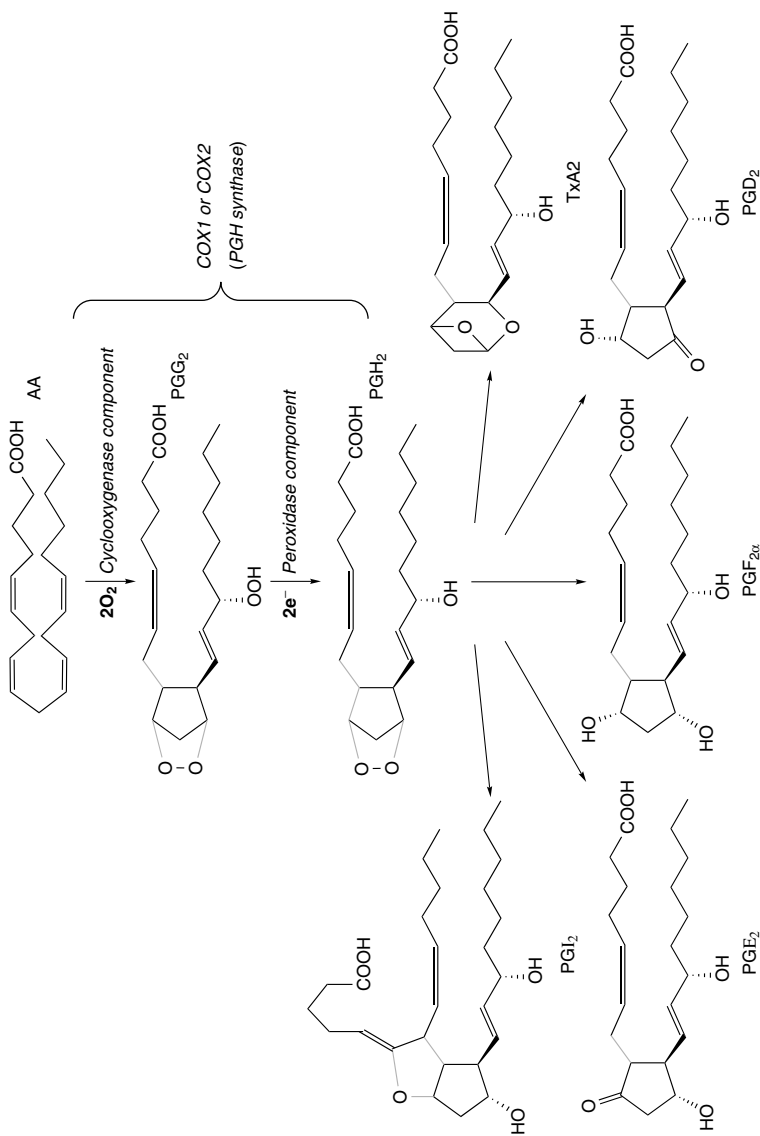 COOH
AA
2O₂ Cyclooxygenase component
COOH
PGG₂
O-O
OOH
2e⁻ Peroxidase component
COX1 or COX2
(PGH synthase)
COOH
PGH₂
O-O
OH
COOH
O
HO
OH
PGI₂
COOH
O
O
OH
TxA2
O
COOH
HO
OH
PGE₂
HO
COOH
HO
OH
PGF₂α
OH
COOH
O
OH
PGD₂